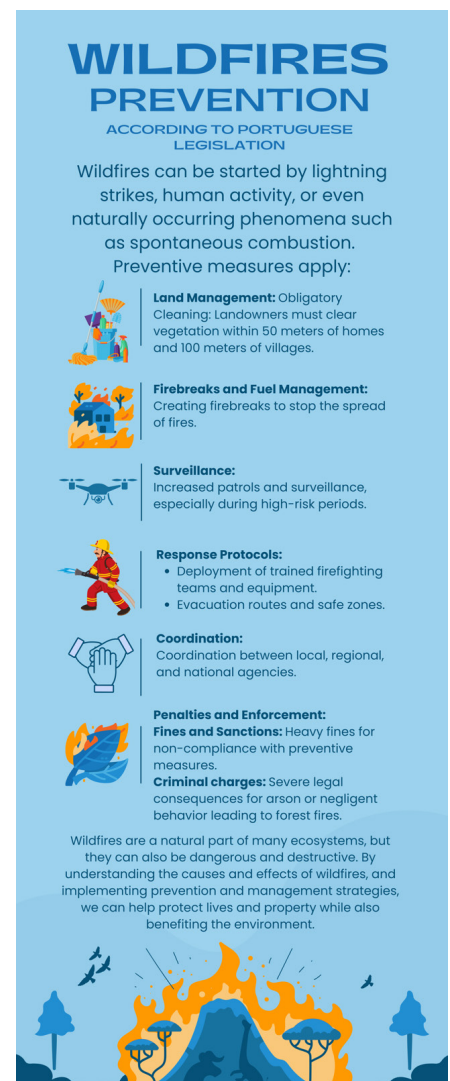 WILDFIRES
PREVENTION
ACCORDING TO PORTUGUESE
LEGISLATION
Wildfires can be started by lightning
strikes, human activity, or even
naturally occurring phenomena such
as spontaneous combustion.
Preventive measures apply:
Land Management: Obligatory
Cleaning: Landowners must clear
vegetation within 50 meters of homes
and 100 meters of villages.
Firebreaks and Fuel Management:
Creating firebreaks to stop the spread
of fires.
Surveillance:
Increased patrols and surveillance,
especially during high-risk periods.
Response Protocols:
• Deployment of trained firefighting
teams and equipment.
• Evacuation routes and safe zones.
Coordination:
Coordination between local, regional,
and national agencies.
Penalties and Enforcement:
Fines and Sanctions: Heavy fines for
non-compliance with preventive
measures.
Criminal charges: Severe legal
consequences for arson or negligent
behavior leading to forest fires.
Wildfires are a natural part of many ecosystems, but
they can also be dangerous and destructive. By
understanding the causes and effects of wildfires, and
implementing prevention and management strategies,
we can help protect lives and property while also
benefiting the environment.